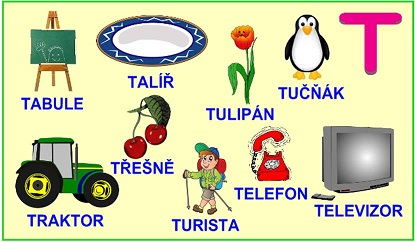 T
TABULE
TALÍŘ
TULIPÁN
TUČŇÁK
TRAKTOR
TŘEŠNĚ
TURISTA
TELEFON
TELEVIZOR